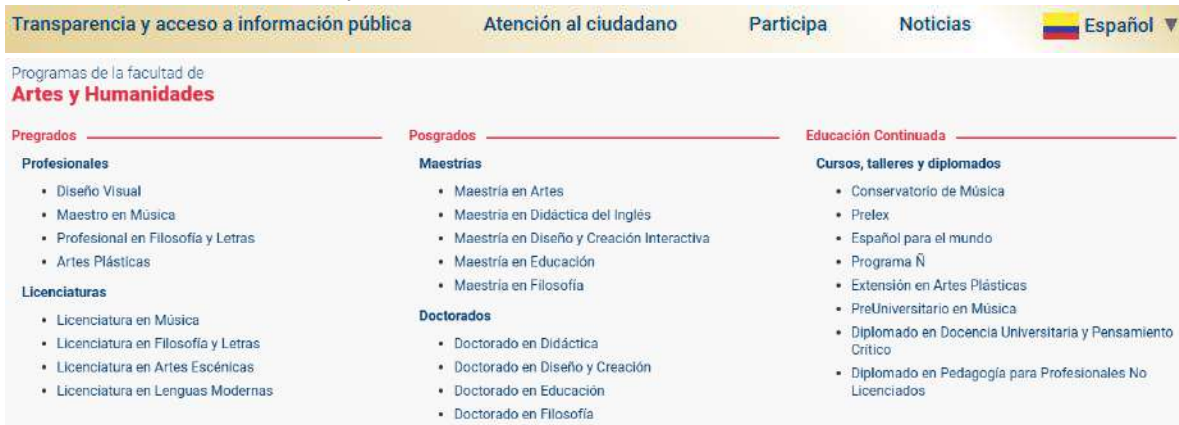 Transparencia y acceso a información pública Atención al ciudadano Participa Noticias Español ▼
Programas de la facultad de
Artes y Humanidades
Pregrados
Profesionales
• Diseño Visual
• Maestro en Música
• Profesional en Filosofía y Letras
• Artes Plásticas
Licenciaturas
• Licenciatura en Música
• Licenciatura en Filosofía y Letras
• Licenciatura en Artes Escénicas
• Licenciatura en Lenguas Modernas
Posgrados
Maestrías
• Maestría en Artes
• Maestría en Didáctica del Inglés
• Maestría en Diseño y Creación Interactiva
• Maestría en Educación
• Maestría en Filosofía
Doctorados
• Doctorado en Didáctica
• Doctorado en Diseño y Creación
• Doctorado en Educación
• Doctorado en Filosofía
Educación Continuada
Cursos, talleres y diplomados
• Conservatorio de Música
• Prelex
• Español para el mundo
• Programa Ñ
• Extensión en Artes Plásticas
• PreUniversitario en Música
• Diplomado en Docencia Universitaria y Pensamiento
Crítico
• Diplomado en Pedagogía para Profesionales No
Licenciados